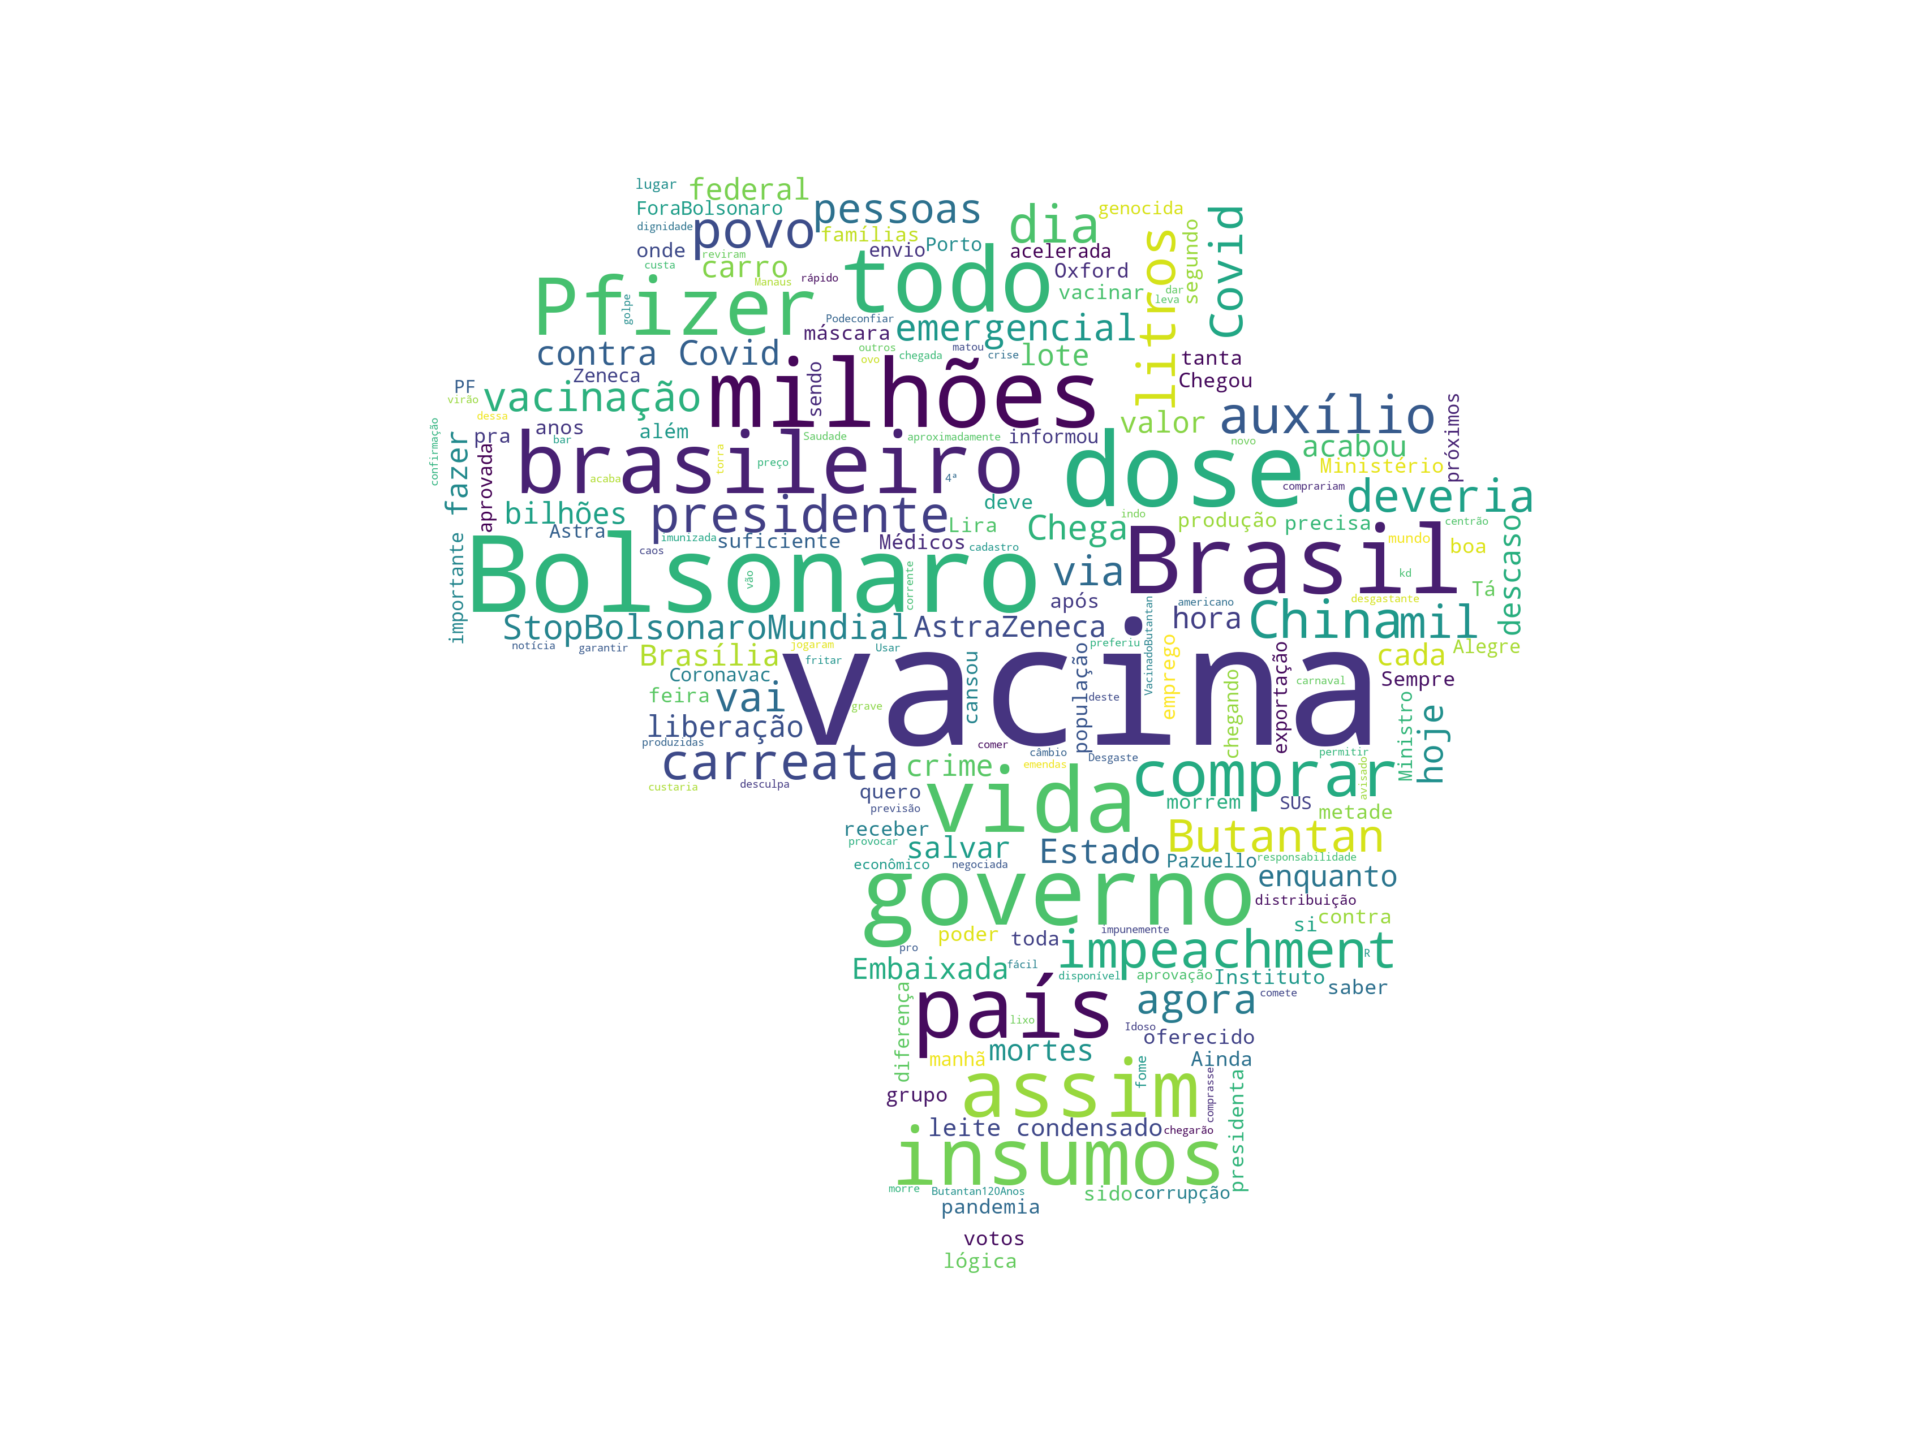 lugar
federal
ForaBolsonaro
pessoas
dia
genocida
Covid
dignidade
povo
famílias
litros
segundo
onde
reviram
envio
Porto
acelerada
custa
carro
Manaus
rápido
todo
Oxford
vacinar
dar
leva
Pfizer
golpe
Podeconfiar
máscara
emergencial
contra Covid
outros
ovo
chegada
matou
crise
lote
tanta
Zeneca
sendo
Chegou
PF
virão
vacinação
milhões
valor
auxílio
próximos
dessa
confirmação
fazer
pra
anos
bar
além
Saudade
aproximadamente
informou
novo
acabou
aprovada
brasileiro
acaba
torra
preço
4ª
dose
Ministério
comprariam
deveria
bilhões
presidente
Lira
deve
Chega
indo
produção
precisa
centrão
descaso
Astra
caos
imunizada
suficiente
Médicos
cadastro
mundo
boa
importante
Bolsonaro
vão
corrente
via
Brasil
kd
Tá
após
americano
desgastante
notícia
StopBolsonaroMundial
AstraZeneca
hora
China
mil
garantir
jogaram
Usar
preferiu
VacinadoButantan
Brasília
fritar
cansou
população
emprego
exportação
cada
Alegre
Coronavac
vacina
deste
chegando
carnaval
Sempre
feira
vai
grave
liberação
Ministro
hoje
produzidas
comer
câmbio
Desgaste
permitir
carreata
crime
emendas
comprar
avisado
custaria
desculpa
quero
previsão
vida
morrem
SUS
metade
receber
provocar
salvar
Estado
Butantan
econômico
negociada
Pazuello
responsabilidade
enquanto
governo
distribuição
si
contra
poder
toda
impunemente
pro
impeachment
R
Embaixada
fácil
disponível
aprovação
Instituto
saber
diferença
país
lixo
agora
comete
Idoso
oferecido
manhã
mortes
fome
Ainda
grupo
assim
comprasse
presidenta
leite condensado
chegarão
insumos
morre
Butantan120Anos
sido
corrupção
pandemia
votos
lógica